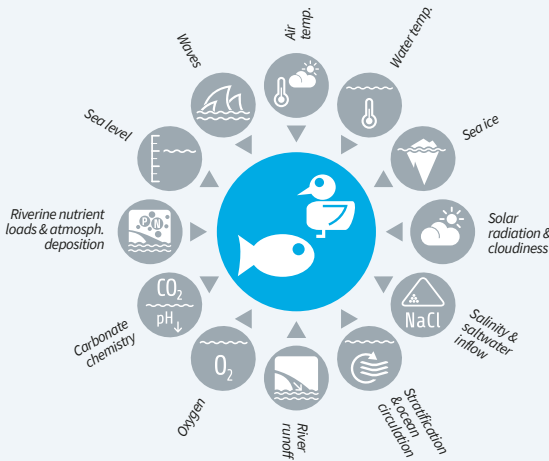 Air
temp.
Water temp.
Sea ice
Solar
radiation &
cloudiness
NaCl
Salinity &
saltwater
inflow
Stratification
& ocean
circulation
River
runoff
O₂
Oxygen
CO₂
pH↓
Carbonate
chemistry
P N
Riverine nutrient
loads & atmosph.
deposition
Sea level
Waves